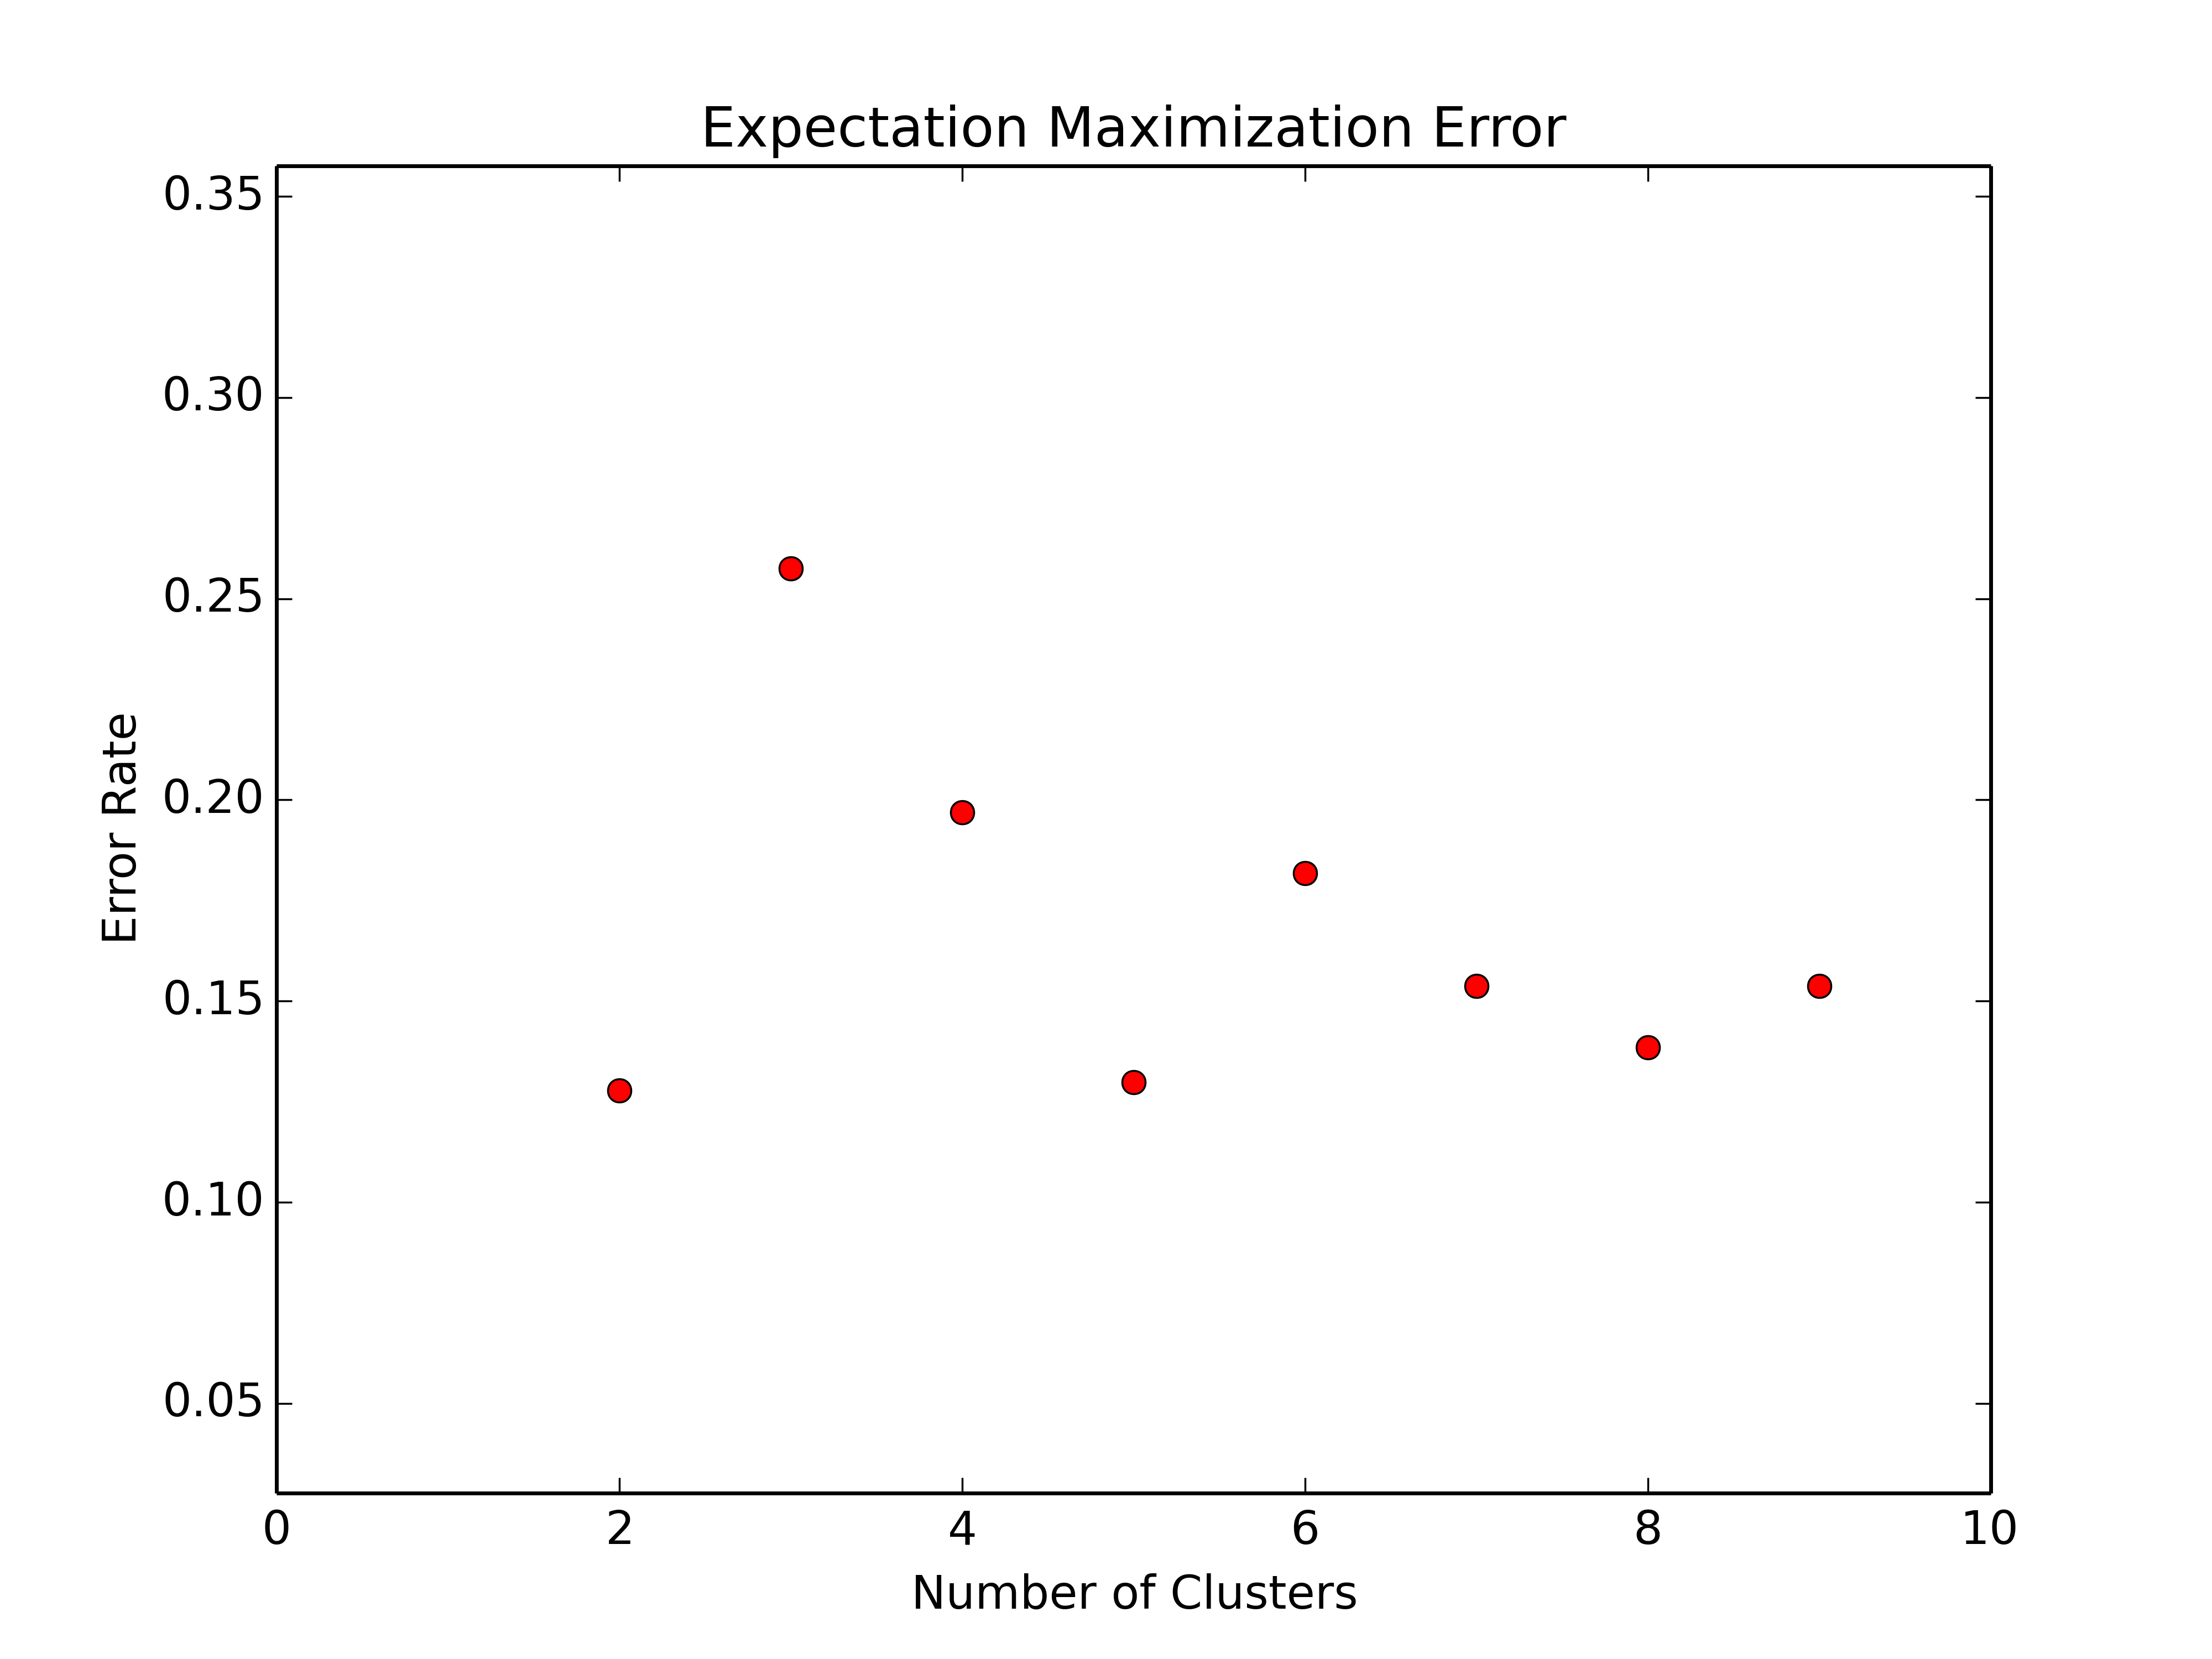 Expectation Maximization Error
0.35
0.30
0.25
0.20
0.15
0.10
0.05
Error Rate
0 2 4 6 8 10
Number of Clusters